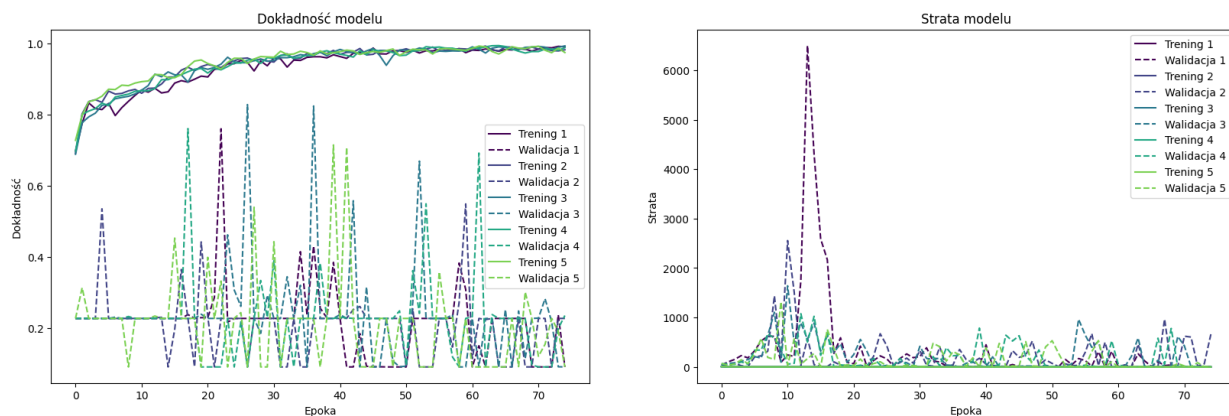 Dokładność modelu
Dokładność
1.0
0.8
0.6
0.4
0.2
Trening 1
Walidacja 1
Trening 2
Walidacja 2
Trening 3
Walidacja 3
Trening 4
Walidacja 4
Trening 5
Walidacja 5
0 10 20 30 40 50 60 70
Epoka
Strata modelu
Strata
6000
5000
4000
3000
2000
1000
0
Trening 1
Walidacja 1
Trening 2
Walidacja 2
Trening 3
Walidacja 3
Trening 4
Walidacja 4
Trening 5
Walidacja 5
0 10 20 30 40 50 60 70
Epoka